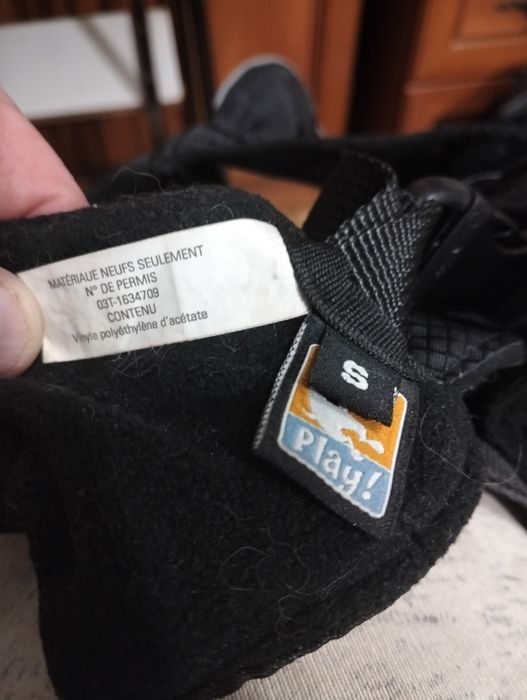 MATÉRIAUE NEUFS SEULEMENT
N° DE PERMIS
03T-1634709
CONTENU
Vinyle polyéthylène d'acétate
S
Play!